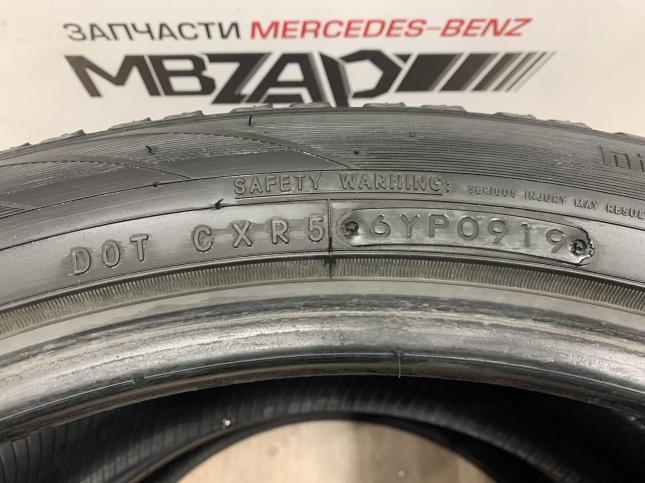 ЗАПЧАСТИ MERCEDES-BENZ
MBZAP
SAFETY WARNING: SERIOUS INJURY MAY RESUL
DOT CXR5 6YP0919